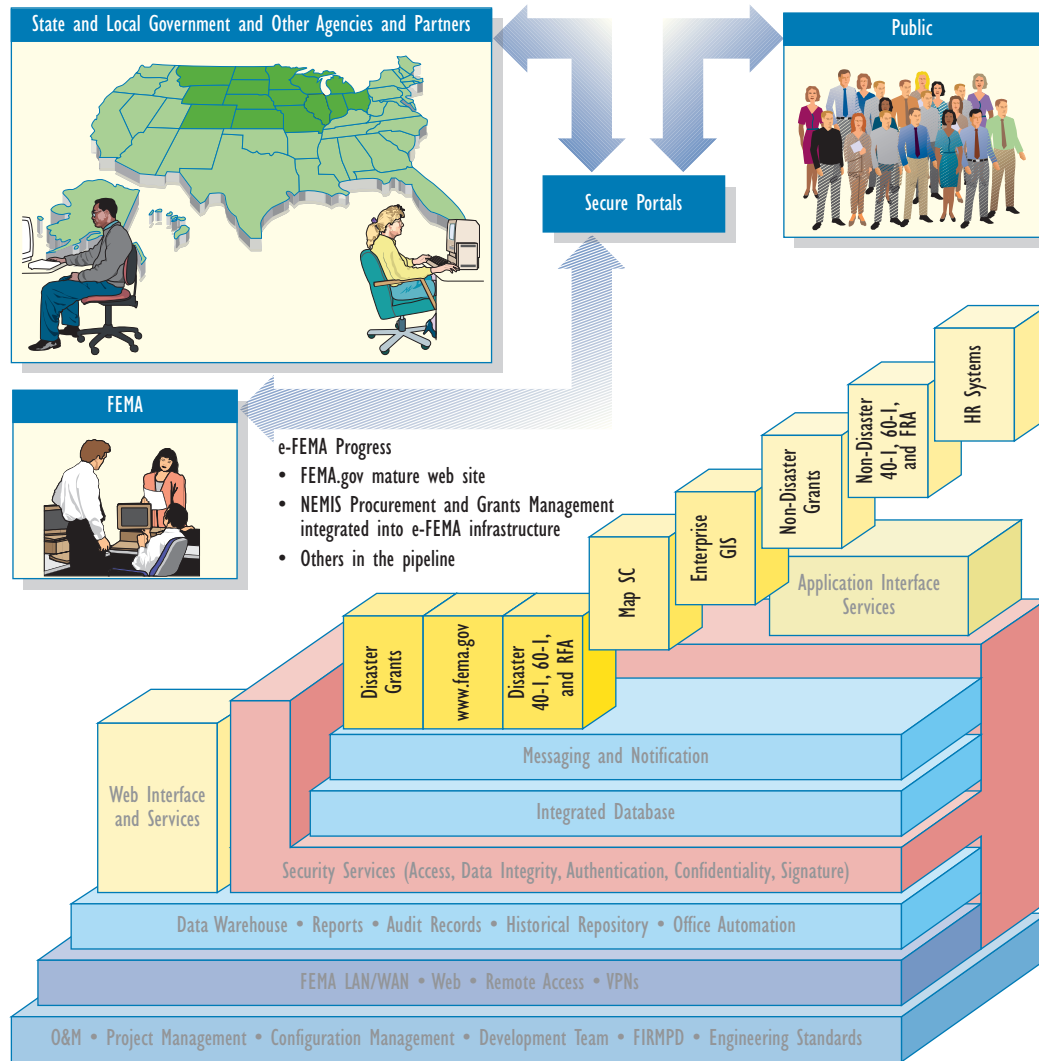 State and Local Government and Other Agencies and Partners
Public
Secure Portals
FEMA
e-FEMA Progress
• FEMA.gov mature web site
• NEMIS Procurement and Grants Management
integrated into e-FEMA infrastructure
• Others in the pipeline
HR Systems
Non-Disaster
40-1, 60-1,
and FRA
Non-Disaster
Grants
Enterprise
GIS
Map SC
Application Interface
Services
Disaster
Grants
www.fema.gov
Disaster
40-1, 60-1,
and RFA
Messaging and Notification
Web Interface
and Services
Integrated Database
Security Services (Access, Data Integrity, Authentication, Confidentiality, Signature)
Data Warehouse • Reports • Audit Records • Historical Repository • Office Automation
FEMA LAN/WAN • Web • Remote Access • VPNs
O&M • Project Management • Configuration Management • Development Team • FIRMPD • Engineering Standards